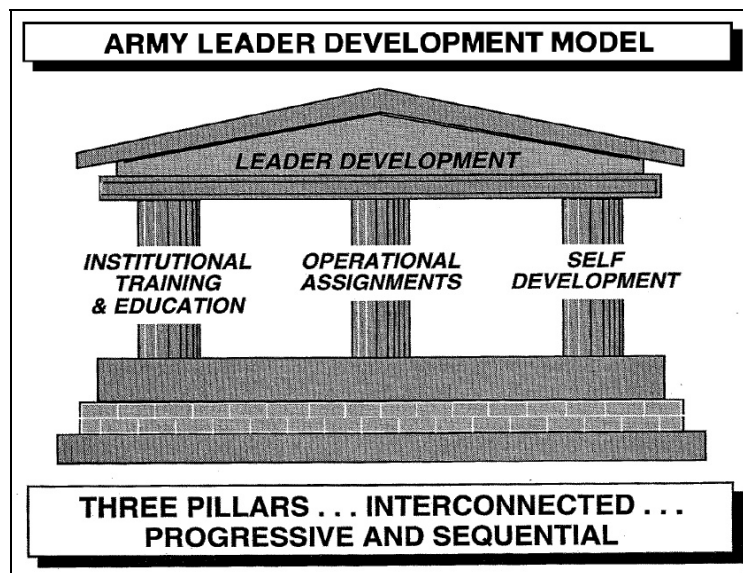 ARMY LEADER DEVELOPMENT MODEL
LEADER DEVELOPMENT
INSTITUTIONAL
TRAINING
& EDUCATION
OPERATIONAL
ASSIGNMENTS
SELF
DEVELOPMENT
THREE PILLARS . . . INTERCONNECTED . . .
PROGRESSIVE AND SEQUENTIAL